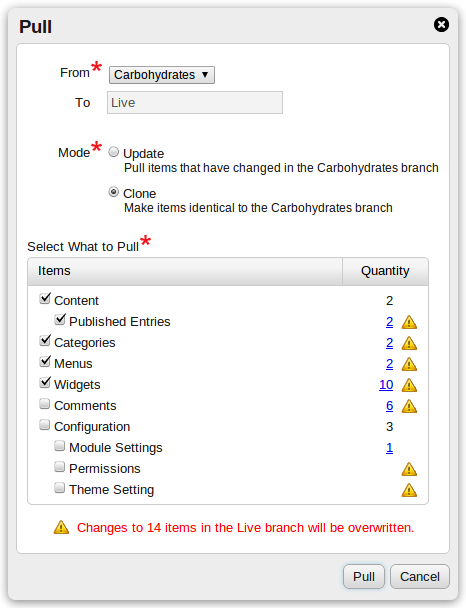 Pull
From* Carbohydrates ▼
To Live
Mode* Update
Pull items that have changed in the Carbohydrates branch
Clone
Make items identical to the Carbohydrates branch
Select What to Pull*
Items Quantity
Content 2
Published Entries 2
Categories 2
Menus 2
Widgets 10
Comments 6
Configuration 3
Module Settings 1
Permissions
Theme Setting
Changes to 14 items in the Live branch will be overwritten.
Pull Cancel